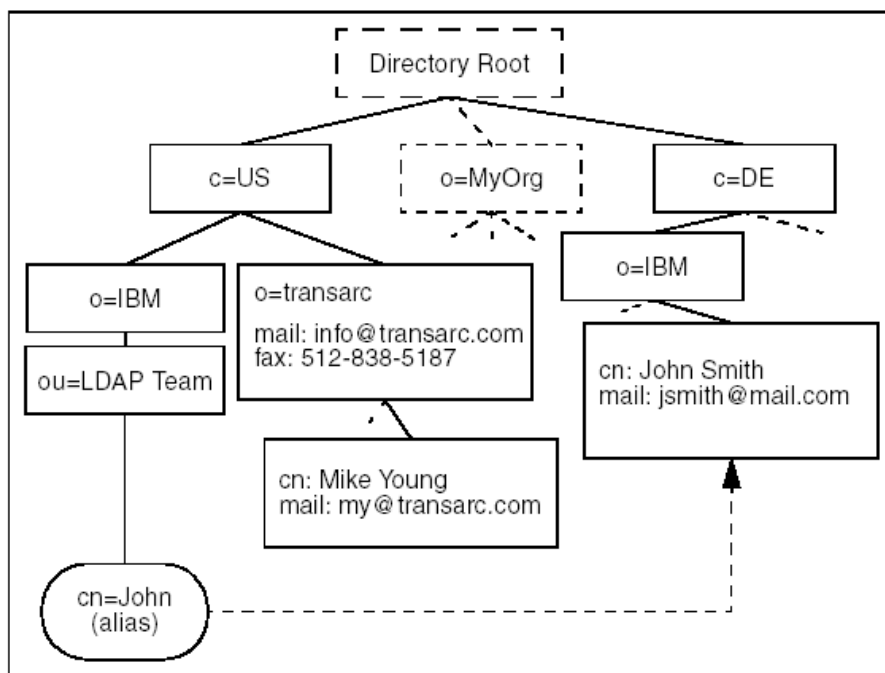 Directory Root
c=US
o=MyOrg
c=DE
o=IBM
o=transarc
mail: info@transarc.com
fax: 512-838-5187
o=IBM
ou=LDAP Team
cn: John Smith
mail: jsmith@mail.com
cn: Mike Young
mail: my@transarc.com
cn=John
(alias)